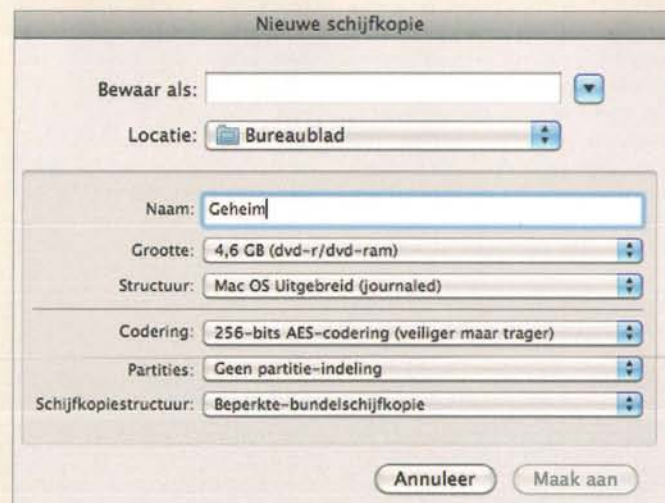 Nieuwe schijfkopie
Bewaar als:
Locatie: Bureaublad
Naam: Geheim
Grootte: 4,6 GB (dvd-r/dvd-ram)
Structuur: Mac OS Uitgebreid (journaled)
Codering: 256-bits AES-codering (veiliger maar trager)
Partities: Geen partitie-indeling
Schijfkopiestructuur: Beperkte-bundelschijfkopie
Annuleer Maak aan